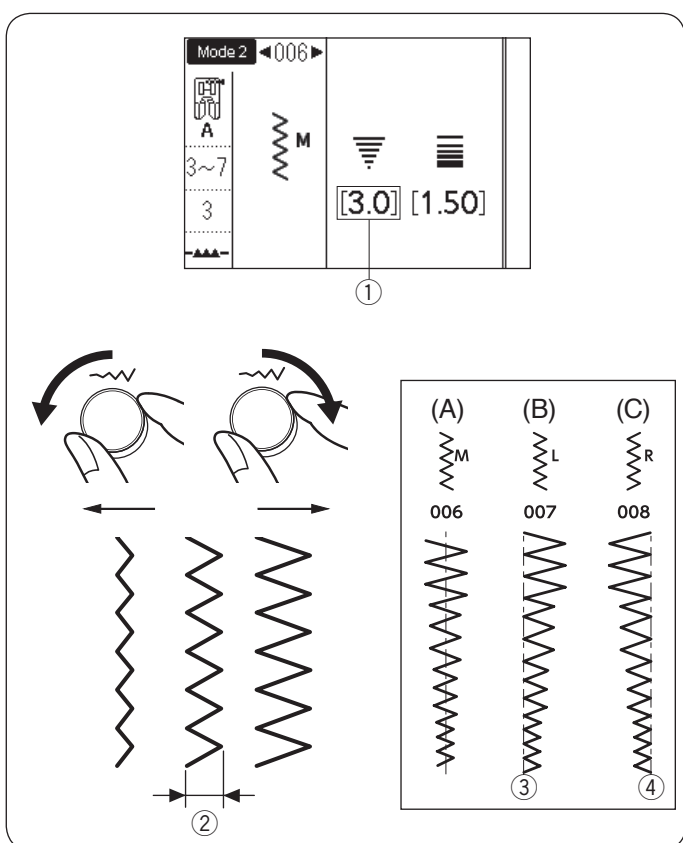 Mode 2 ◄006►
A
M
3~7
3
[3.0] [1.50]
①
(A) (B) (C)
M L R
006 007 008
②
③ ④